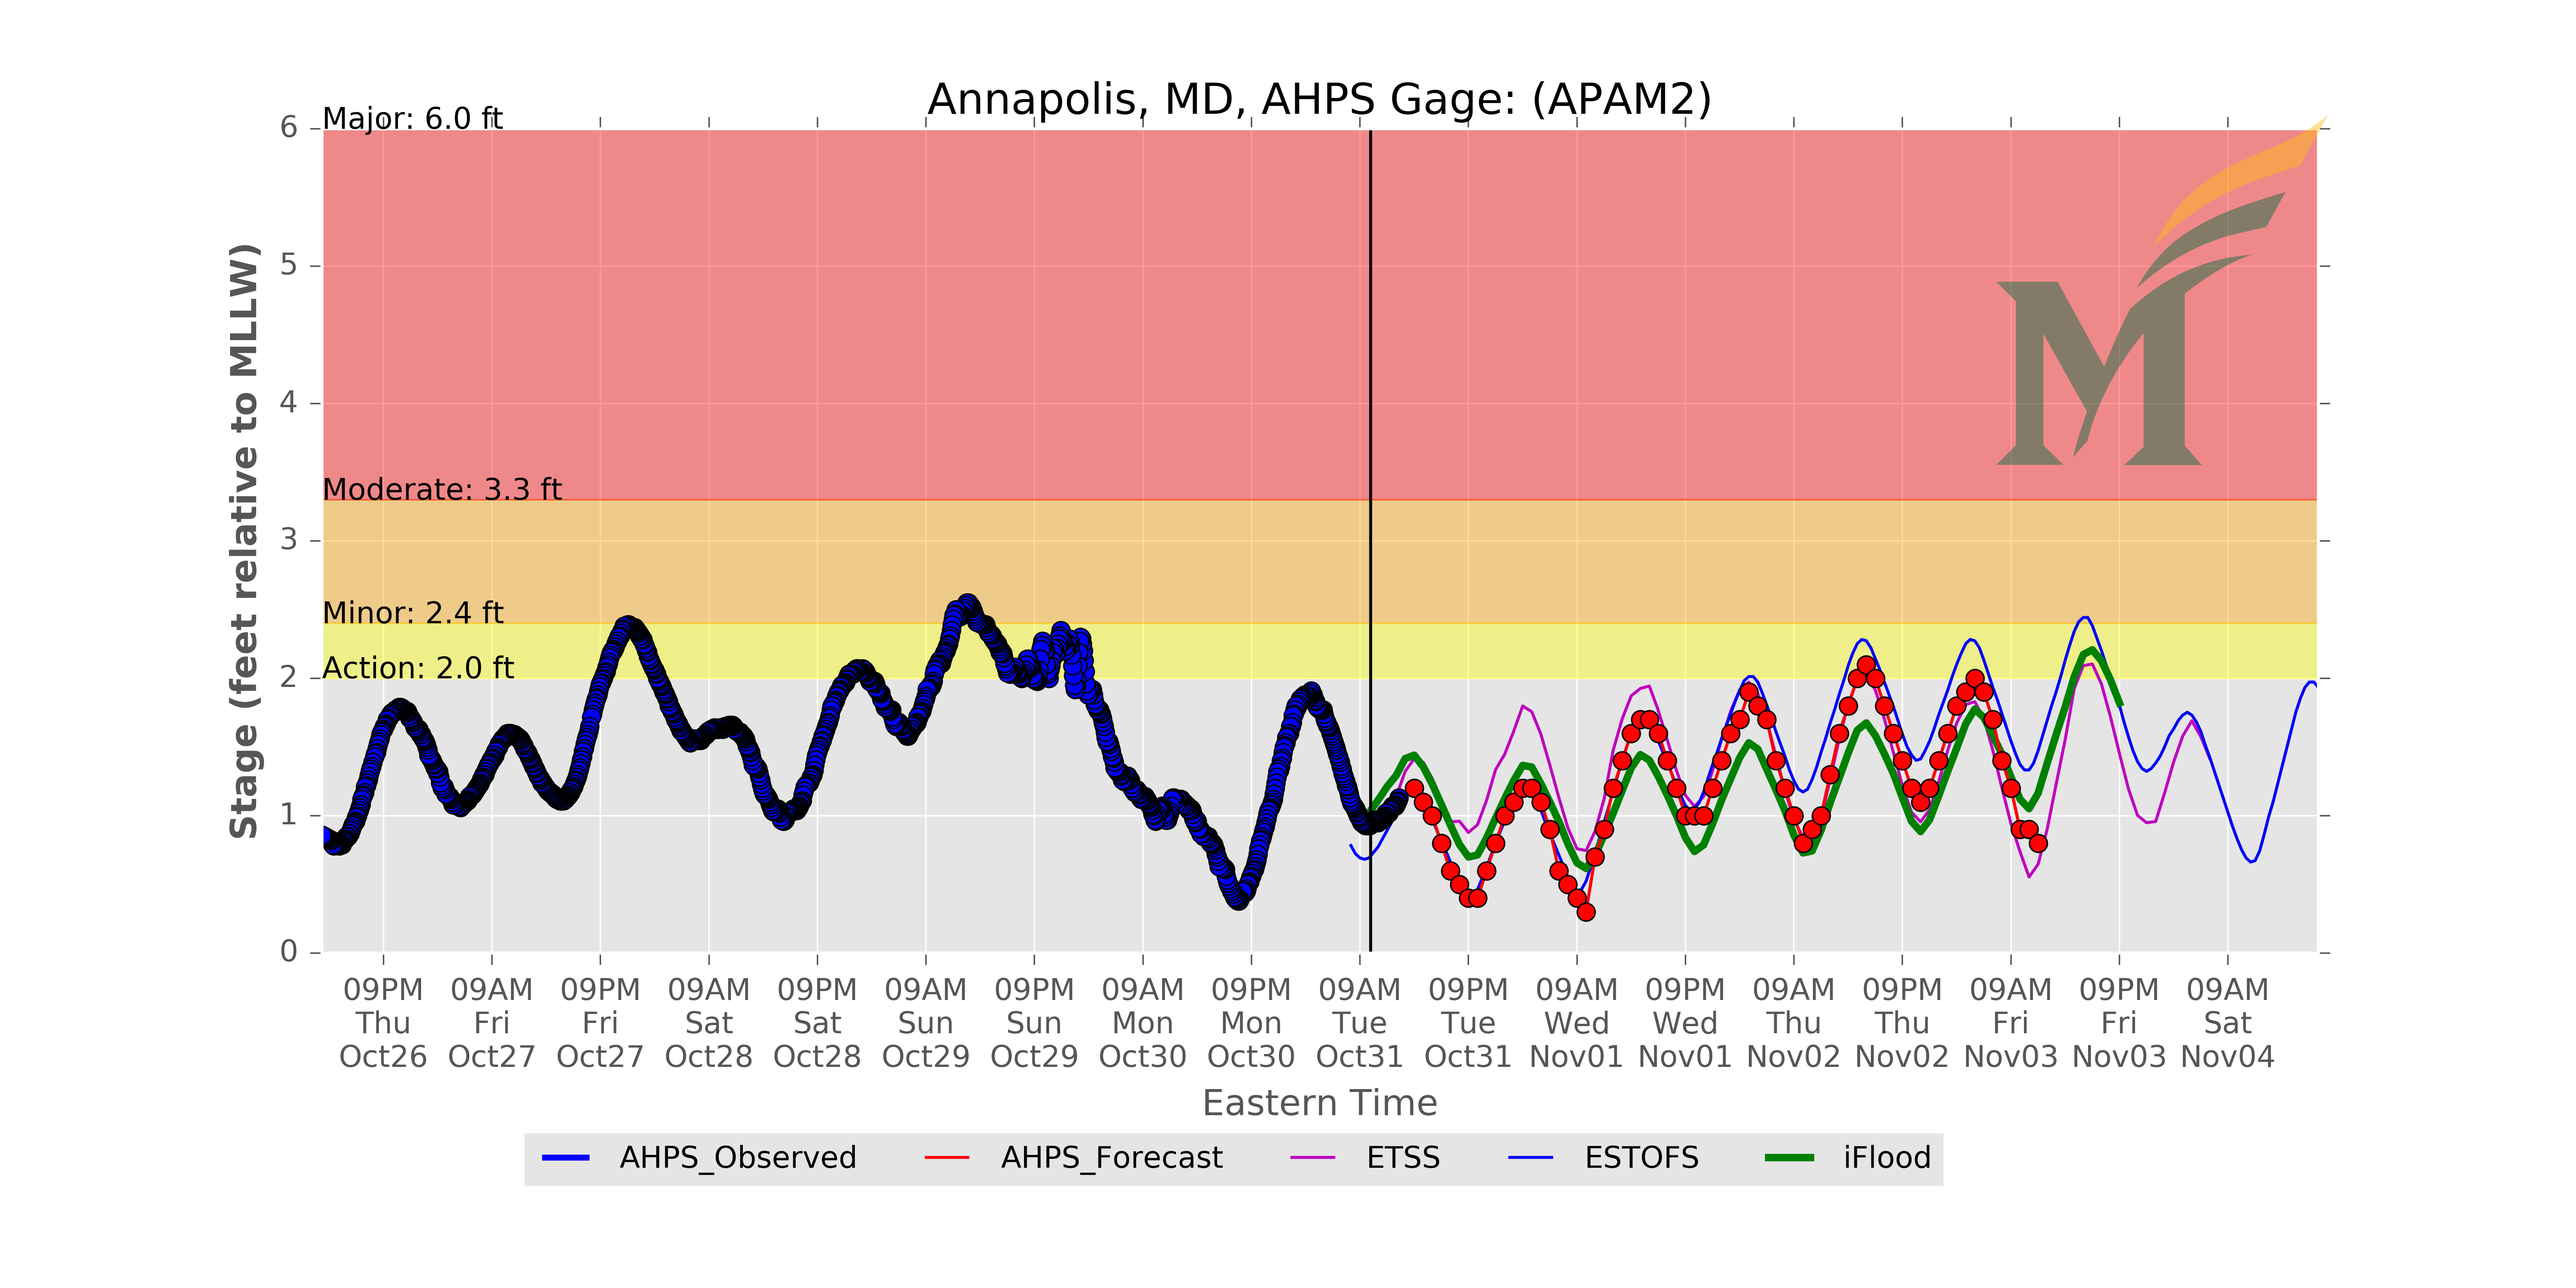 Annapolis, MD, AHPS Gage: (APAM2)
Major: 6.0 ft
Moderate: 3.3 ft
Minor: 2.4 ft
Action: 2.0 ft
6
5
4
3
2
1
0
Stage (feet relative to MLLW)
09PM 09AM 09PM 09AM 09PM 09AM 09PM 09AM 09PM 09AM 09PM 09AM 09PM 09AM 09PM 09AM 09PM 09AM
Thu Fri Fri Sat Sat Sun Sun Mon Mon Tue Tue Wed Wed Thu Thu Fri Fri Sat
Oct26 Oct27 Oct27 Oct28 Oct28 Oct29 Oct29 Oct30 Oct30 Oct31 Oct31 Nov01 Nov01 Nov02 Nov02 Nov03 Nov03 Nov04
Eastern Time
AHPS_Observed AHPS_Forecast ETSS ESTOFS iFlood
M